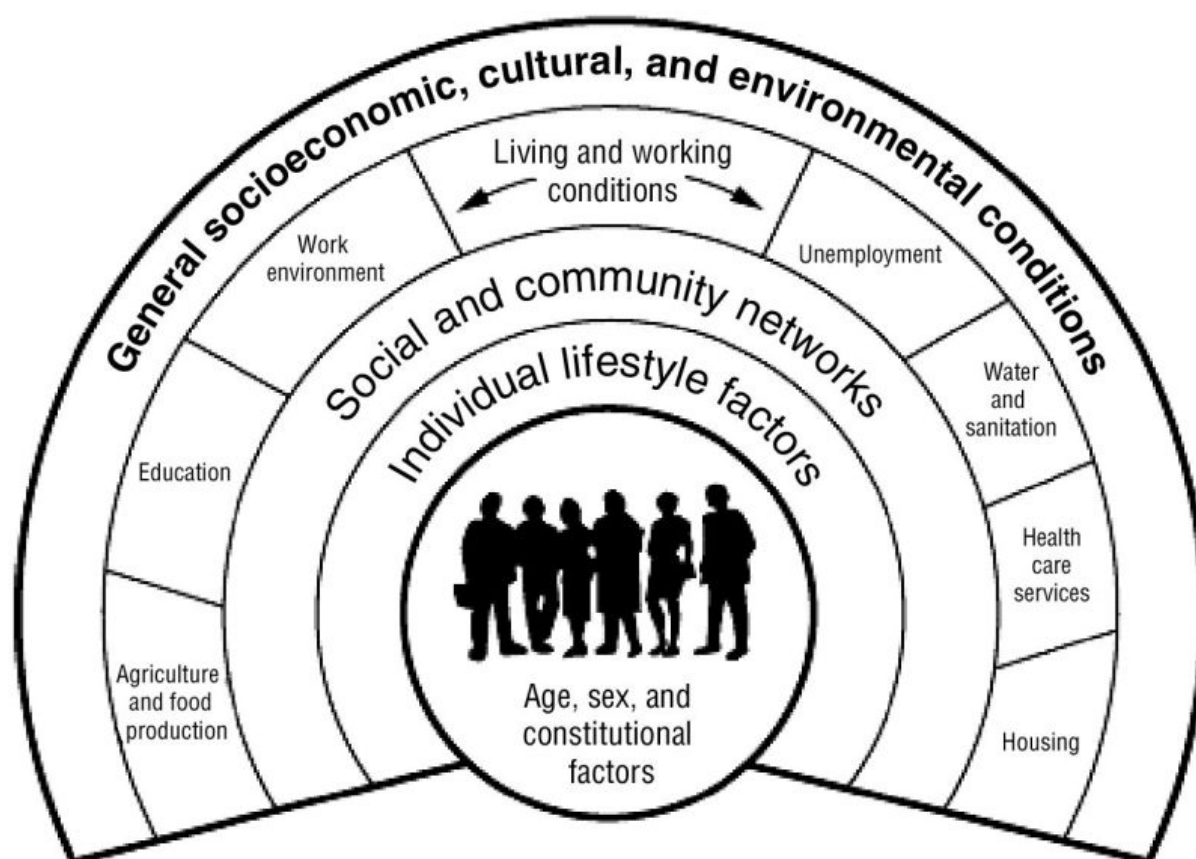 General socioeconomic, cultural, and environmental conditions
Living and working
conditions
Work
environment
Unemployment
Social and community networks
Individual lifestyle factors
Education
Water
and
sanitation
Health
care
services
Agriculture
and food
production
Housing
Age, sex, and
constitutional
factors